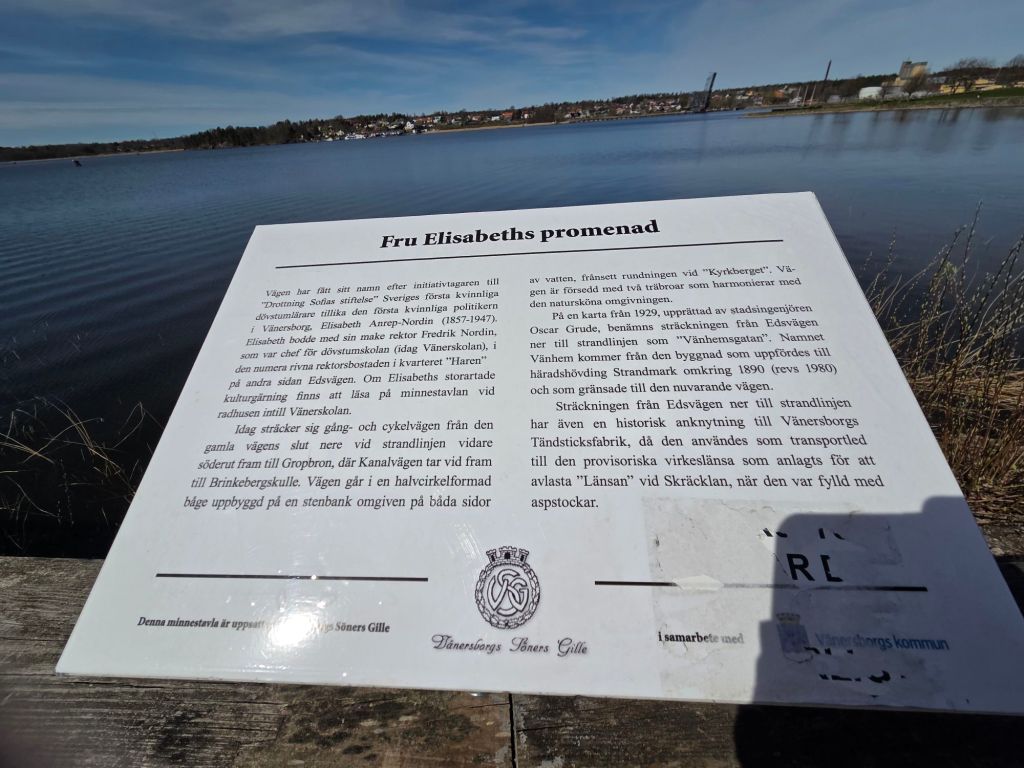 Fru Elisabeths promenad
Vägen har fått sitt namn efter initiativtagaren till
"Drottning Sofias stiftelse" Sveriges första kvinnliga
dövstumlärare tillika den första kvinnliga politikern
i Vänersborg, Elisabeth Anrep-Nordin (1857-1947).
Elisabeth bodde med sin make rektor Fredrik Nordin,
som var chef för dövstumskolan (idag Vänerskolan), i
den numera rivna rektorsbostaden i kvarteret "Haren"
på andra sidan Edsvägen. Om Elisabeths storartade
kulturgärning finns att läsa på minnestavlan vid
radhusen intill Vänerskolan.
Idag sträcker sig gång- och cykelvägen från den
gamla vägens slut nere vid strandlinjen vidare
söderut fram till Gropbron, där Kanalvägen tar vid fram
till Brinkebergskulle. Vägen går i en halvcirkelformad
båge uppbyggd på en stenbank omgiven på båda sidor
av vatten, frånsett rundningen vid "Kyrkberget". Vä-
gen är försedd med två träbroar som harmonierar med
den natursköna omgivningen.
På en karta från 1929, upprättad av stadsingenjören
Oscar Grude, benämns sträckningen från Edsvägen
ner till strandlinjen som "Vänhemsgatan". Namnet
Vänhem kommer från den byggnad som uppfördes till
häradshövding Strandmark omkring 1890 (revs 1980)
och som gränsade till den nuvarande vägen.
Sträckningen från Edsvägen ner till strandlinjen
har även en historisk anknytning till Vänersborgs
Tändsticksfabrik, då den användes som transportled
till den provisoriska virkeslänsa som anlagts för att
avlasta "Länsan" vid Skräcklan, när den var fylld med
aspstockar.
Denna minnestavla är uppsatt Söners Gille
Vänersborgs Söners Gille
i samarbete med
Vänersborgs kommun